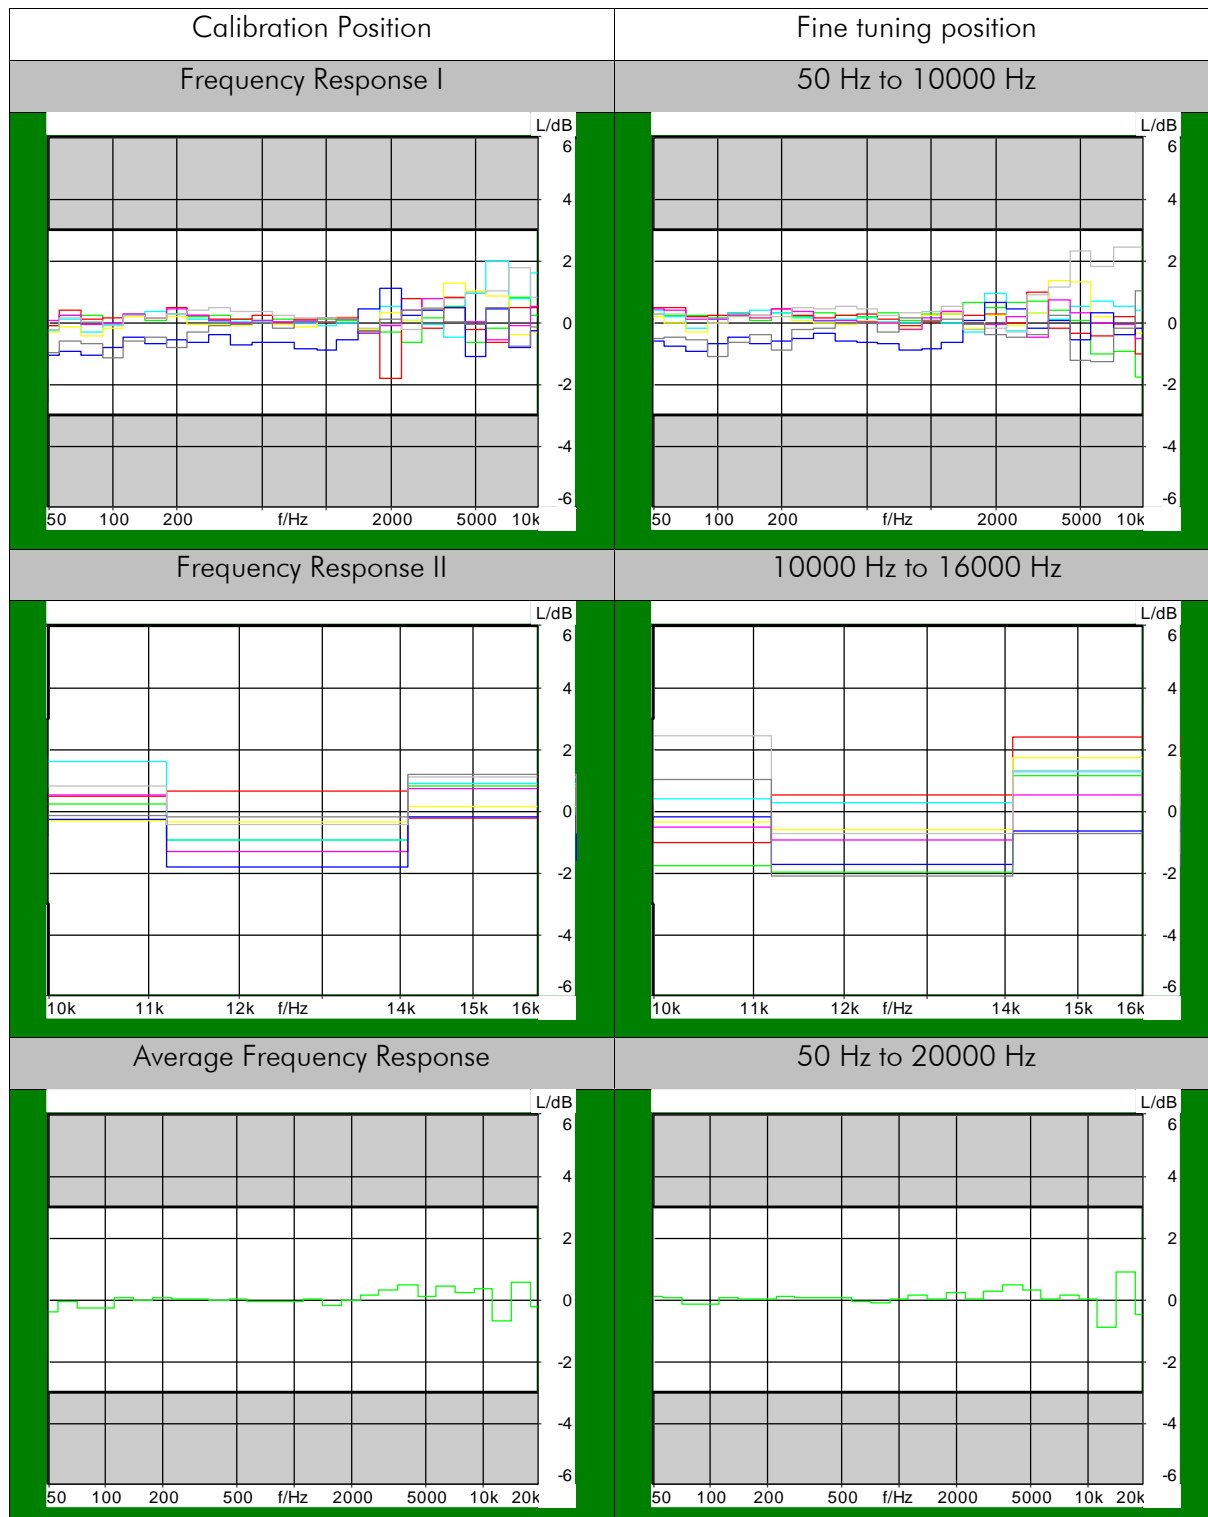 Calibration Position
Fine tuning position
Frequency Response I
50 Hz to 10000 Hz
L/dB
6
4
2
0
-2
-4
-6
50 100 200 f/Hz 2000 5000 10k
L/dB
6
4
2
0
-2
-4
-6
50 100 200 f/Hz 2000 5000 10k
Frequency Response II
10000 Hz to 16000 Hz
L/dB
6
4
2
0
-2
-4
-6
10k 11k 12k f/Hz 14k 15k 16k
L/dB
6
4
2
0
-2
-4
-6
10k 11k 12k f/Hz 14k 15k 16k
Average Frequency Response
50 Hz to 20000 Hz
L/dB
6
4
2
0
-2
-4
-6
50 100 200 500 f/Hz 2000 5000 10k 20k
L/dB
6
4
2
0
-2
-4
-6
50 100 200 500 f/Hz 2000 5000 10k 20k